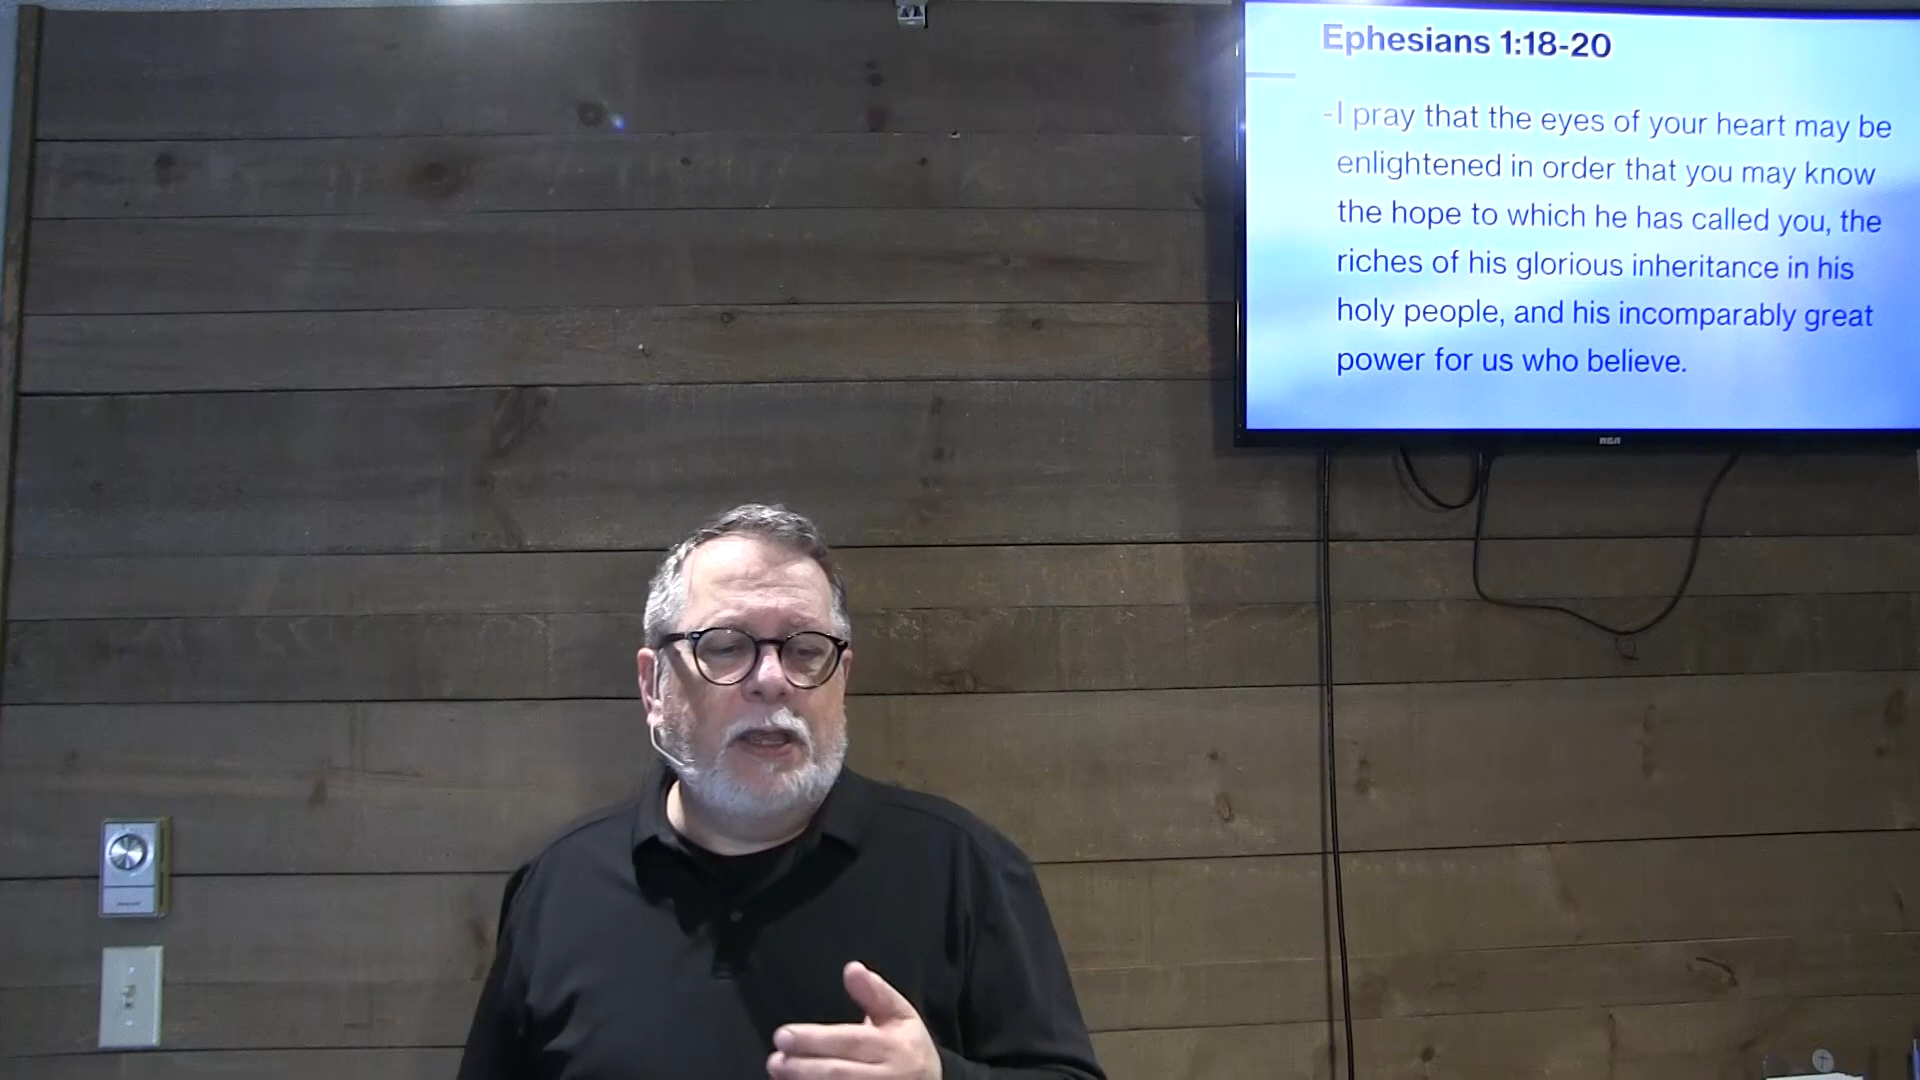 Ephesians 1:18-20
-I pray that the eyes of your heart may be
enlightened in order that you may know
the hope to which he has called you, the
riches of his glorious inheritance in his
holy people, and his incomparably great
power for us who believe.
RCA